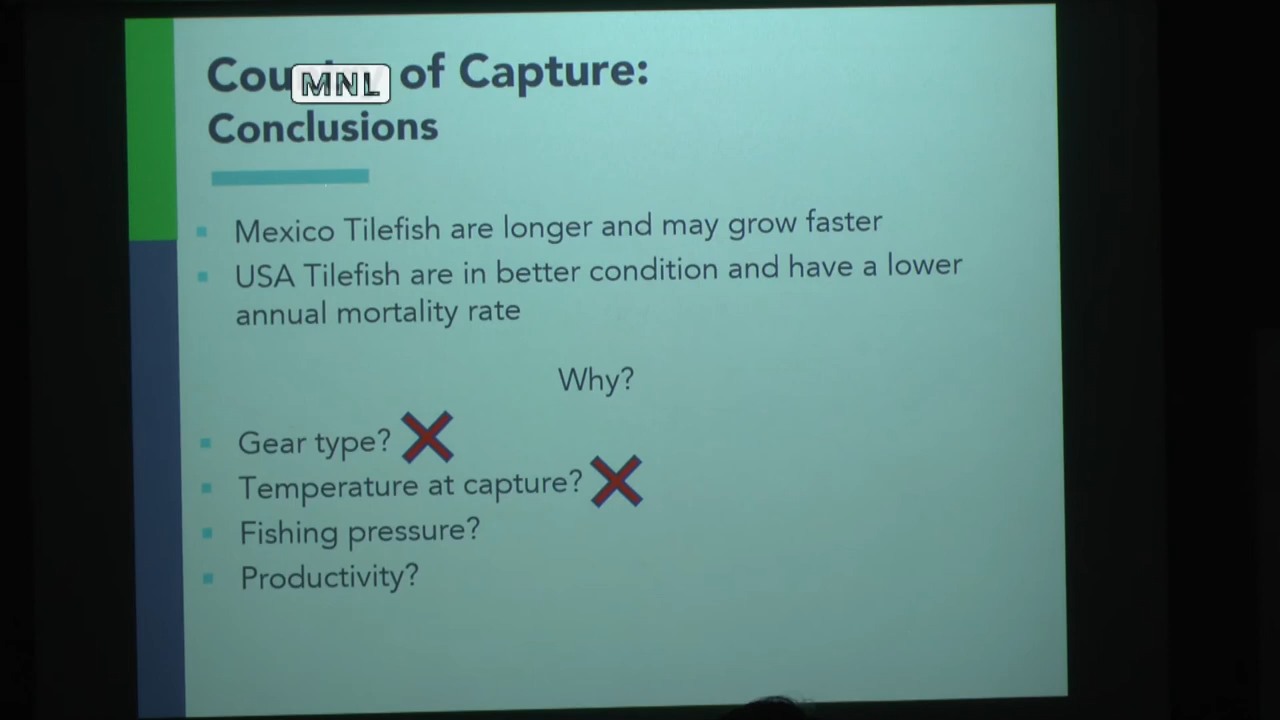 Cou MNL of Capture:
Conclusions
Mexico Tilefish are longer and may grow faster
USA Tilefish are in better condition and have a lower
annual mortality rate
Why?
Gear type?
Temperature at capture?
Fishing pressure?
Productivity?